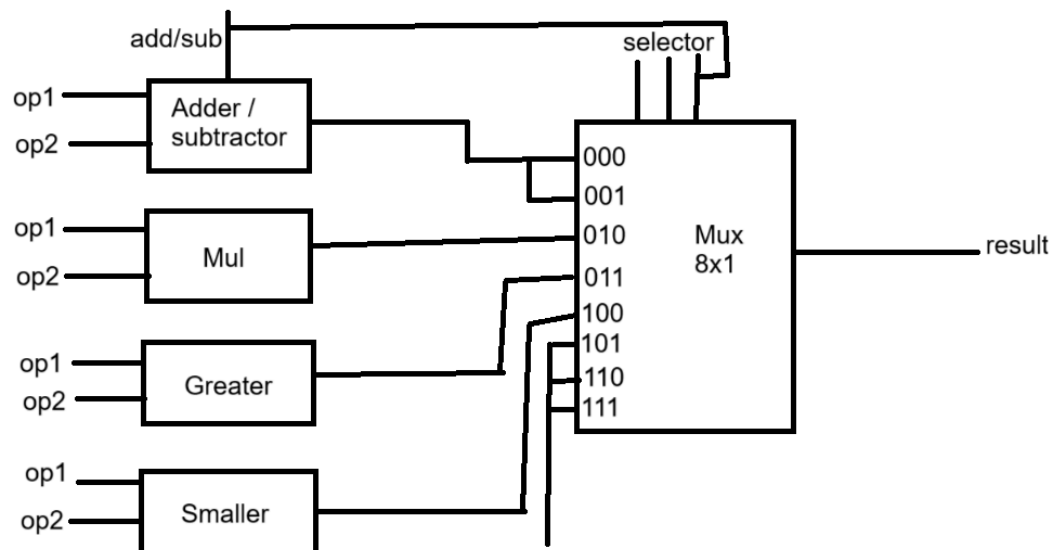 add/sub
selector
op1
op2
Adder /
subtractor
000
001
op1
op2
Mul
010
011
100
101
110
111
Mux
8x1
result
op1
op2
Greater
op1
op2
Smaller